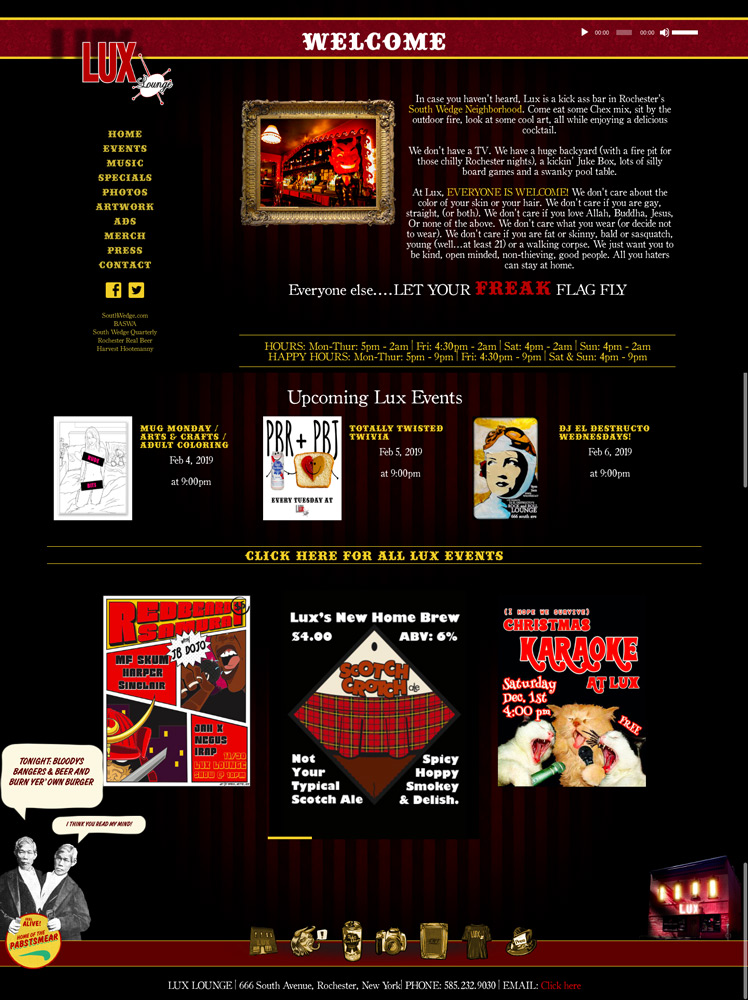 WELCOME
00:00
00:00
LUX
Lounge
HOME
EVENTS
MUSIC
SPECIALS
PHOTOS
ARTWORK
ADS
MERCH
PRESS
CONTACT
SouthWedge.com
BASWA
South Wedge Quarterly
Rochester Real Beer
Harvest Hootenanny
In case you haven't heard, Lux is a kick ass bar in Rochester's
South Wedge Neighborhood. Come eat some Chex mix, sit by the
outdoor fire, look at some cool art, all while enjoying a delicious
cocktail.
We don't have a TV. We have a huge backyard (with a fire pit for
those chilly Rochester nights), a kickin' Juke Box, lots of silly
board games and a swanky pool table.
At Lux, EVERYONE IS WELCOME! We don't care about the
color of your skin or your hair. We don't care if you are gay,
straight, (or both). We don't care if you love Allah, Buddha, Jesus,
Or none of the above. We don't care what you wear (or decide not
to wear). We don't care if you are fat or skinny, bald or sasquatch,
young (well...at least 21) or a walking corpse. We just want you to
be kind, open minded, non-thieving, good people. All you haters
can stay at home.
Everyone else....LET YOUR FREAK FLAG FLY
HOURS: Mon-Thur: 5pm - 2am | Fri: 4:30pm - 2am | Sat: 4pm - 2am | Sun: 4pm - 2am
HAPPY HOURS: Mon-Thur: 5pm - 9pm | Fri: 4:30pm - 9pm | Sat & Sun: 4pm - 9pm
Upcoming Lux Events
MUG MONDAY /
ARTS & CRAFTS /
ADULT COLORING
Feb 4, 2019
at 9:00pm
PBR + PBJ
EVERY TUESDAY AT
TOTALLY TWISTED
TWIVIA
Feb 5, 2019
at 9:00pm
LOUNGE
666 south ave
DJ EL DESTRUCTO
WEDNESDAYS!
Feb 6, 2019
at 9:00pm
CLICK HERE FOR ALL LUX EVENTS
REDBEARD
SAMURAI
with
JB DOJO
MF SKUM
HARPER
SINCLAIR
JAH X
NEGUS
IRAP
11/30
LUX LOUNGE
SHOW @ 10PM
Lux's New Home Brew
$4.00 ABV: 6%
SCOTCH
CROTCH
ale
Not
Your
Typical
Scotch Ale
Spicy
Hoppy
Smokey
& Delish.
(I HOPE WE SURVIVE)
CHRISTMAS
KARAOKE
AT LUX
Saturday
Dec. 1st
4:00 pm
FREE
TONIGHT: BLOODYS
BANGERS & BEER AND
BURN YER' OWN BURGER
I THINK YOU READ MY MIND!
ALIVE!
HOME OF THE
PABSTSMEAR
LUX
LUX LOUNGE | 666 South Avenue, Rochester, New York| PHONE: 585.232.9030 | EMAIL: Click here